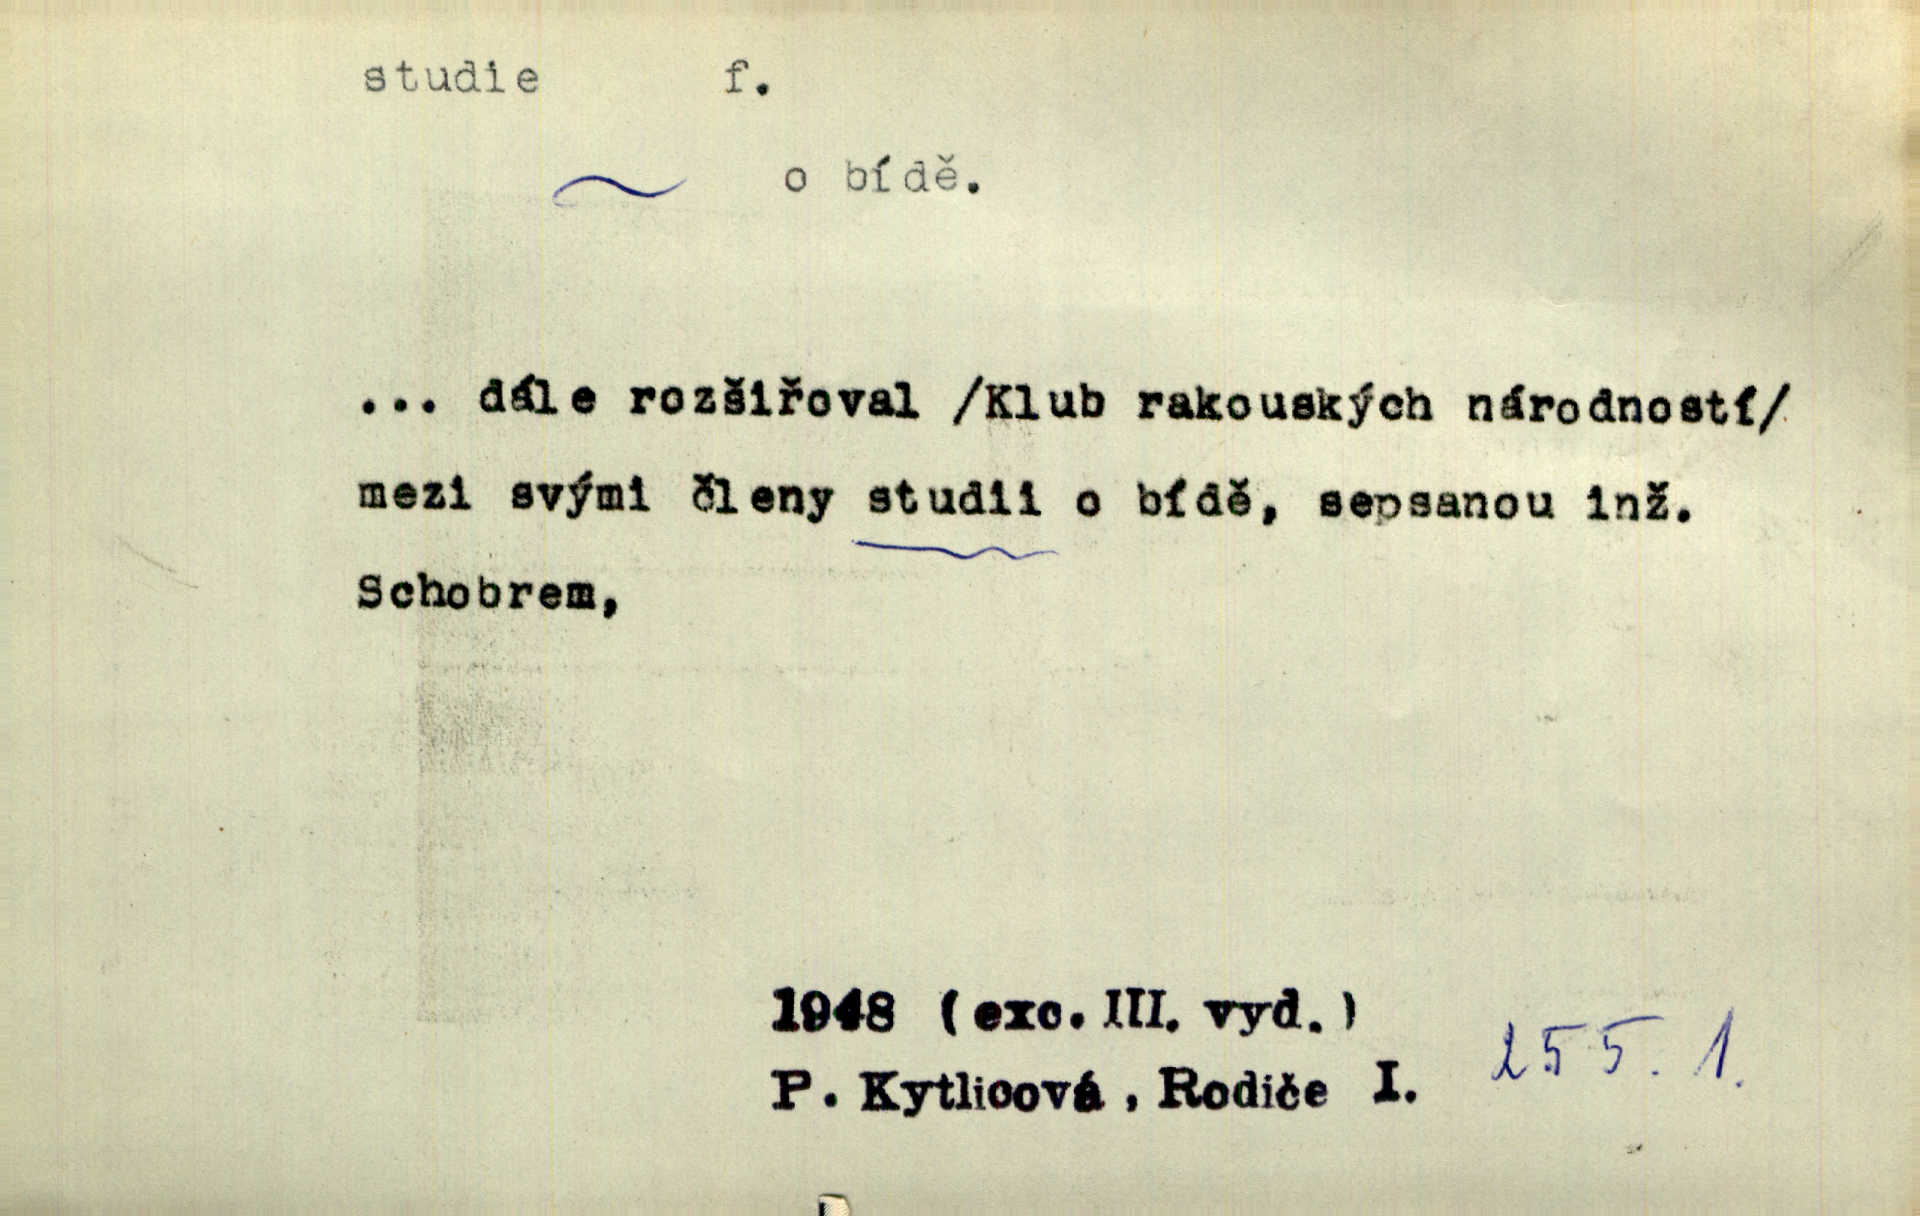 studie f.
~ o bídě.
... dále rozšiřoval /Klub rakouských národností/
mezi svými členy studii o bídě, sepsanou inž.
Schobrem,
1948 (exc. III. vyd.)
P. Kytlicová, Rodiče I. 255. 1.